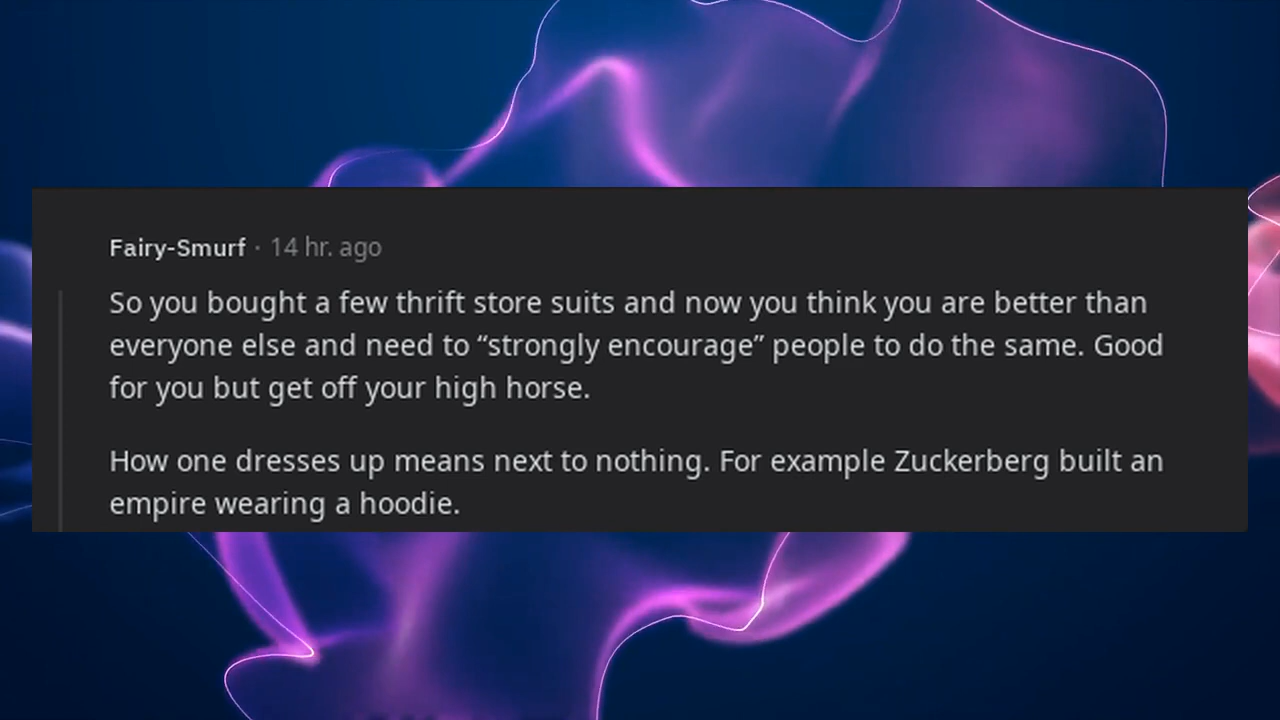 Fairy-Smurf · 14 hr. ago
So you bought a few thrift store suits and now you think you are better than
everyone else and need to “strongly encourage” people to do the same. Good
for you but get off your high horse.
How one dresses up means next to nothing. For example Zuckerberg built an
empire wearing a hoodie.